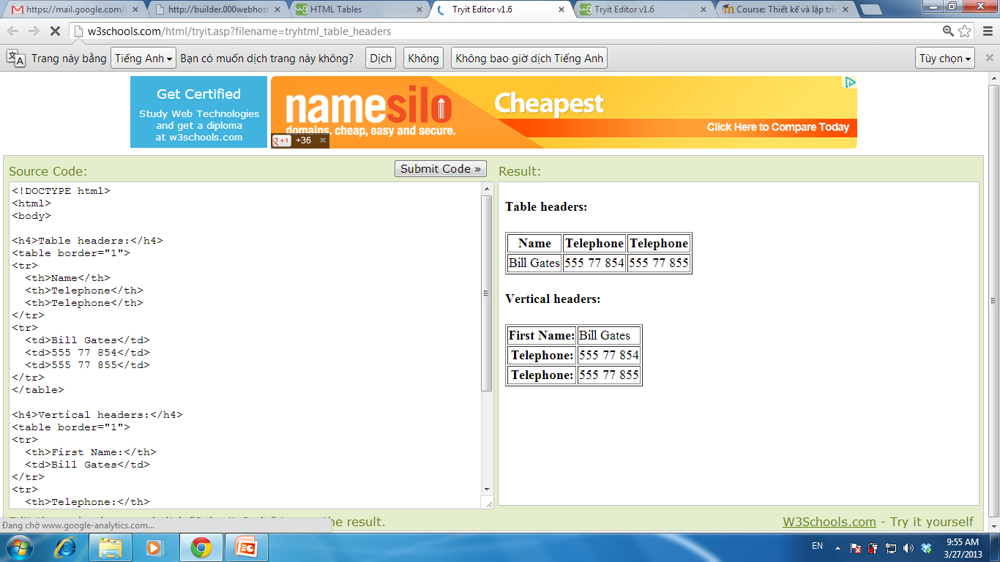 https://mail.google.com/
http://builder.000webhost
HTML Tables
Tryit Editor v1.6
Tryit Editor v1.6
Course: Thiết kế và lập trìn
w3schools.com/html/tryit.asp?filename=tryhtml_table_headers
Trang này bằng Tiếng Anh Bạn có muốn dịch trang này không? Dịch Không Không bao giờ dịch Tiếng Anh Tùy chọn
Get Certified
Study Web Technologies
and get a diploma
at w3schools.com
namesilo
domains, cheap, easy and secure.
+1 +36
Cheapest
Click Here to Compare Today
Source Code:
Submit Code »
<!DOCTYPE html>
<html>
<body>
<h4>Table headers:</h4>
<table border="1">
<tr>
<th>Name</th>
<th>Telephone</th>
<th>Telephone</th>
</tr>
<tr>
<td>Bill Gates</td>
<td>555 77 854</td>
<td>555 77 855</td>
</tr>
</table>
<h4>Vertical headers:</h4>
<table border="1">
<tr>
<th>First Name:</th>
<td>Bill Gates</td>
</tr>
<tr>
<th>Telephone:</th>
Result:
Table headers:
Name Telephone Telephone
Bill Gates 555 77 854 555 77 855
Vertical headers:
First Name: Bill Gates
Telephone: 555 77 854
Telephone: 555 77 855
the result.
W3Schools.com - Try it yourself
Đang chờ www.google-analytics.com...
EN
9:55 AM
3/27/2013